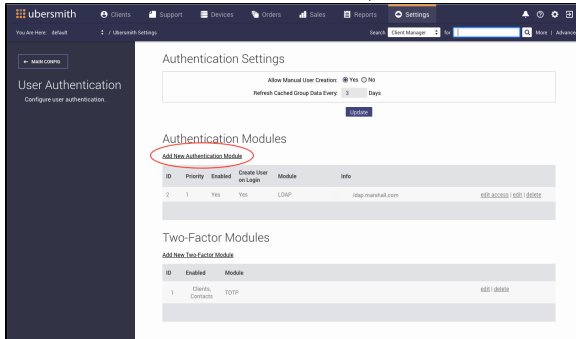 ubersmith Clients Support Devices Orders Sales Reports Settings
You Are Here: default / Ubersmith Settings Search Client Manager for More | Advance
← MAIN CONFIG
User Authentication
Configure user authentication.
Authentication Settings
Allow Manual User Creation: Yes No
Refresh Cached Group Data Every: 3 Days
Update
Authentication Modules
Add New Authentication Module
ID Priority Enabled Create User on Login Module Info
2 1 Yes Yes LDAP ldap.marshall.com edit access | edit | delete
Two-Factor Modules
Add New Two-Factor Module
ID Enabled Module
1 Clients, Contacts TOTP edit | delete